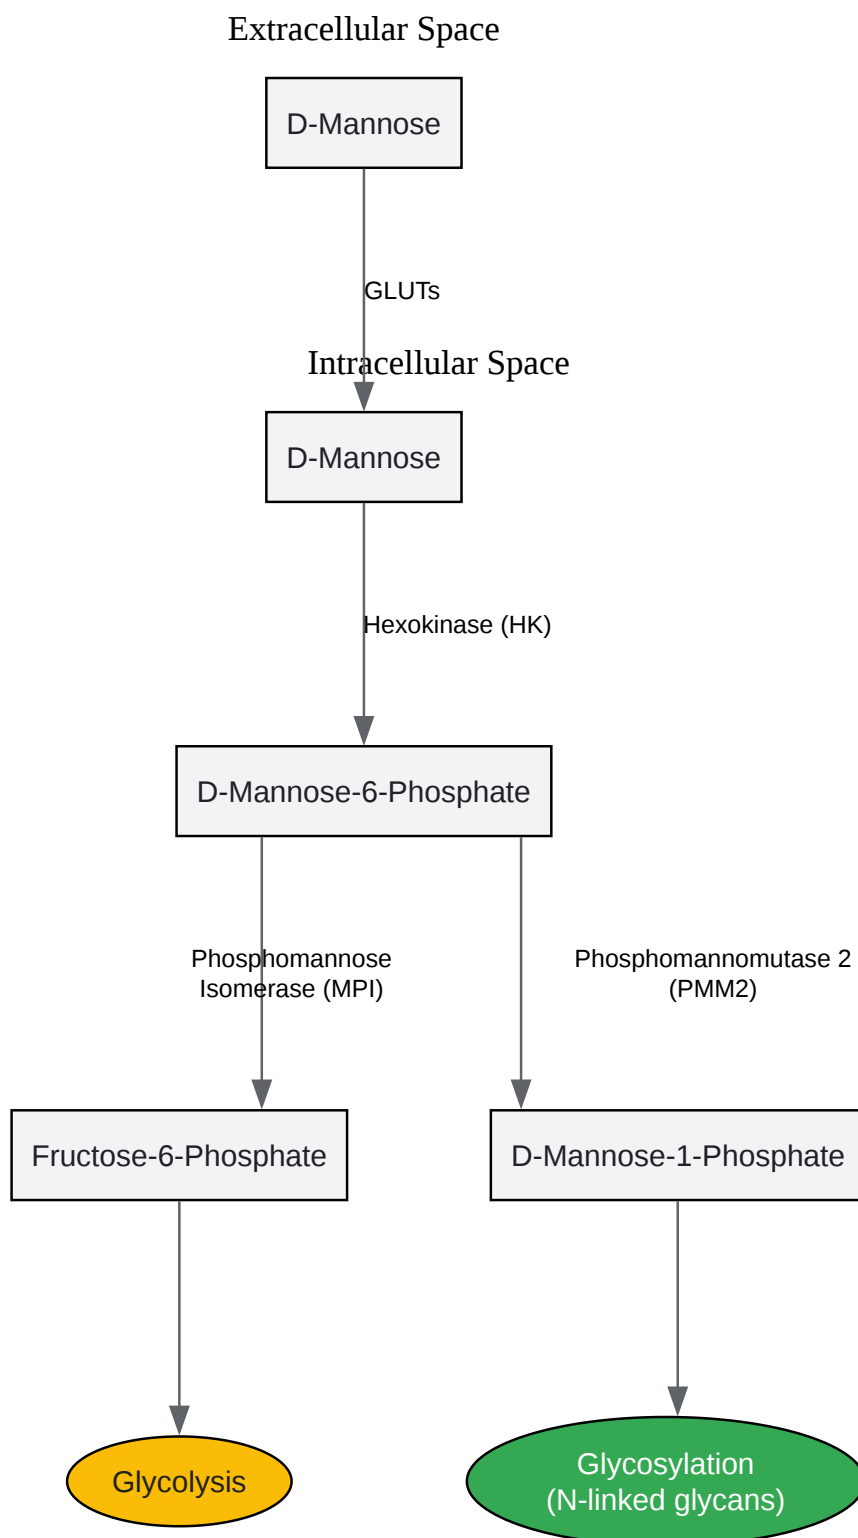 Extracellular Space
D-Mannose
GLUTs
Intracellular Space
D-Mannose
Hexokinase (HK)
D-Mannose-6-Phosphate
Phosphomannose
Isomerase (MPI)
Phosphomannomutase 2
(PMM2)
Fructose-6-Phosphate
D-Mannose-1-Phosphate
Glycolysis
Glycosylation
(N-linked glycans)